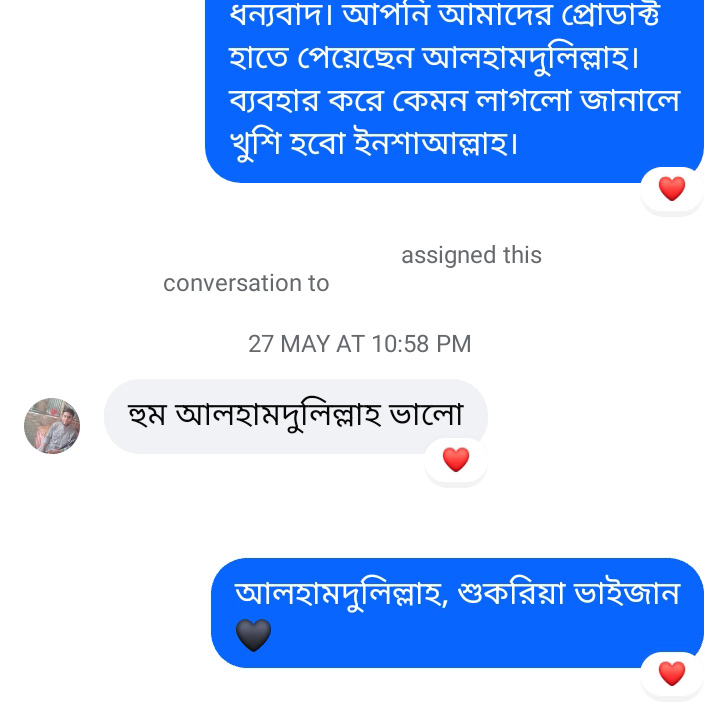 ধন্যবাদ। আপনি আমাদের প্রোডাক্ট
হাতে পেয়েছেন আলহামদুলিল্লাহ।
ব্যবহার করে কেমন লাগলো জানালে
খুশি হবো ইনশাআল্লাহ।
assigned this
conversation to
27 MAY AT 10:58 PM
হুম আলহামদুলিল্লাহ ভালো
আলহামদুলিল্লাহ, শুকরিয়া ভাইজান
🖤